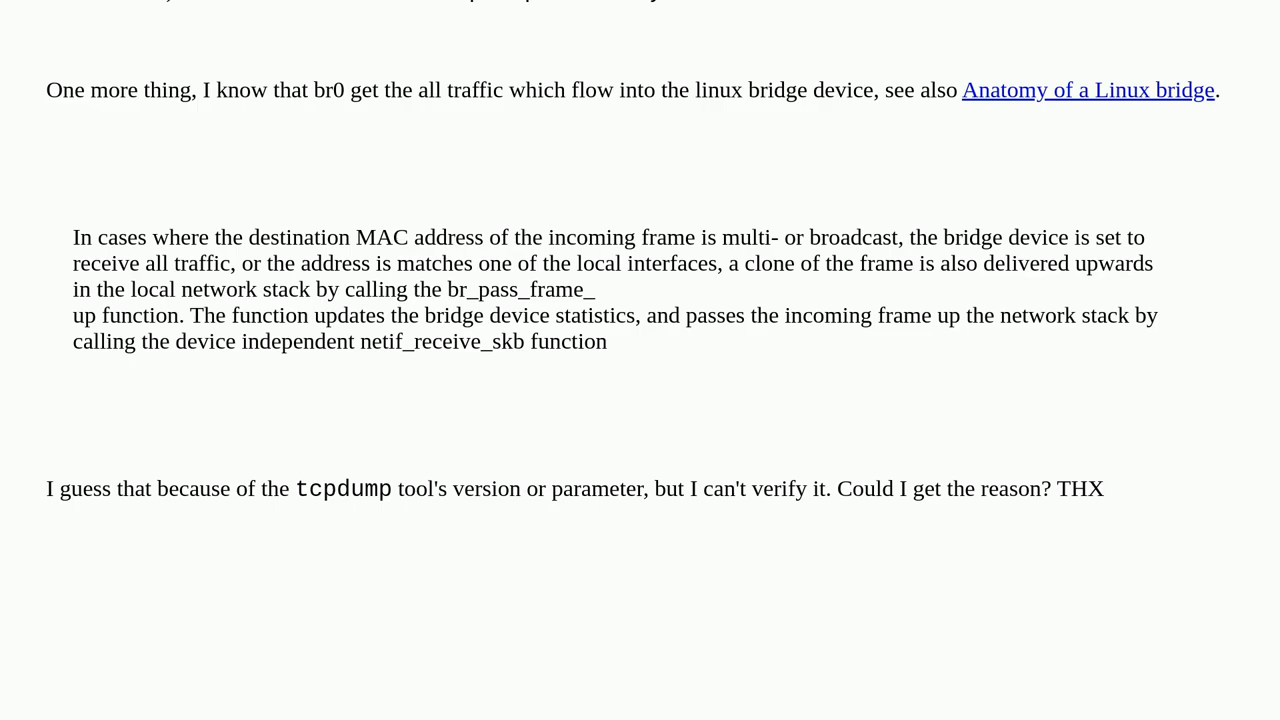 One more thing, I know that br0 get the all traffic which flow into the linux bridge device, see also Anatomy of a Linux bridge.
In cases where the destination MAC address of the incoming frame is multi- or broadcast, the bridge device is set to
receive all traffic, or the address is matches one of the local interfaces, a clone of the frame is also delivered upwards
in the local network stack by calling the br_pass_frame_
up function. The function updates the bridge device statistics, and passes the incoming frame up the network stack by
calling the device independent netif_receive_skb function
I guess that because of the tcpdump tool's version or parameter, but I can't verify it. Could I get the reason? THX